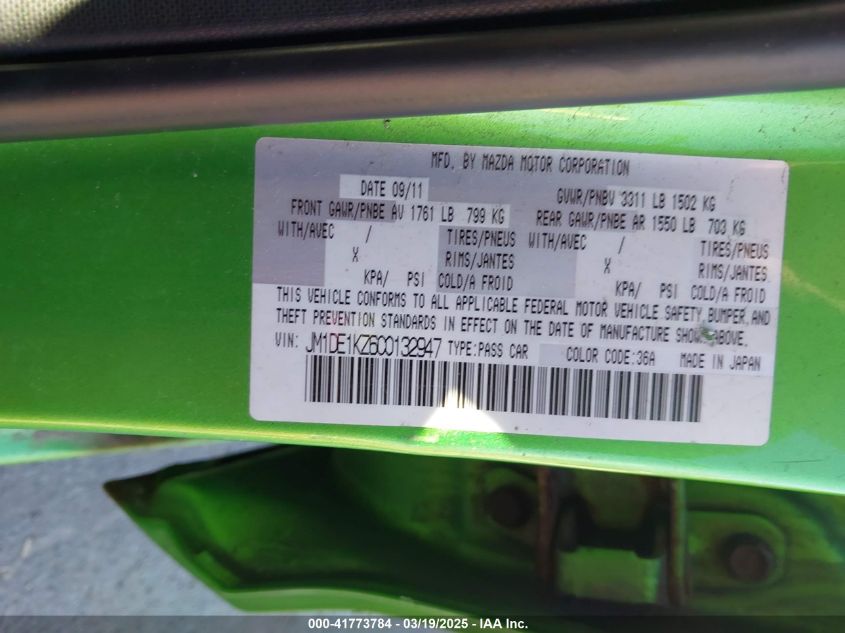 MFD. BY MAZDA MOTOR CORPORATION
DATE 09/11 GVWR/PNBV 3311 LB 1502 KG
FRONT GAWR/PNBE AV 1761 LB 799 KG REAR GAWR/PNBE AR 1550 LB 703 KG
WITH/AVEC / TIRES/PNEUS WITH/AVEC / TIRES/PNEUS
X RIMS/JANTES X RIMS/JANTES
KPA/ PSI COLD/A FROID KPA/ PSI COLD/A FROID
THIS VEHICLE CONFORMS TO ALL APPLICABLE FEDERAL MOTOR VEHICLE SAFETY, BUMPER, AND
THEFT PREVENTION STANDARDS IN EFFECT ON THE DATE OF MANUFACTURE SHOWN ABOVE.
VIN: JM1DE1KZ6C0132947 TYPE:PASS CAR COLOR CODE:36A MADE IN JAPAN
000-41773784 - 03/19/2025 - IAA Inc.